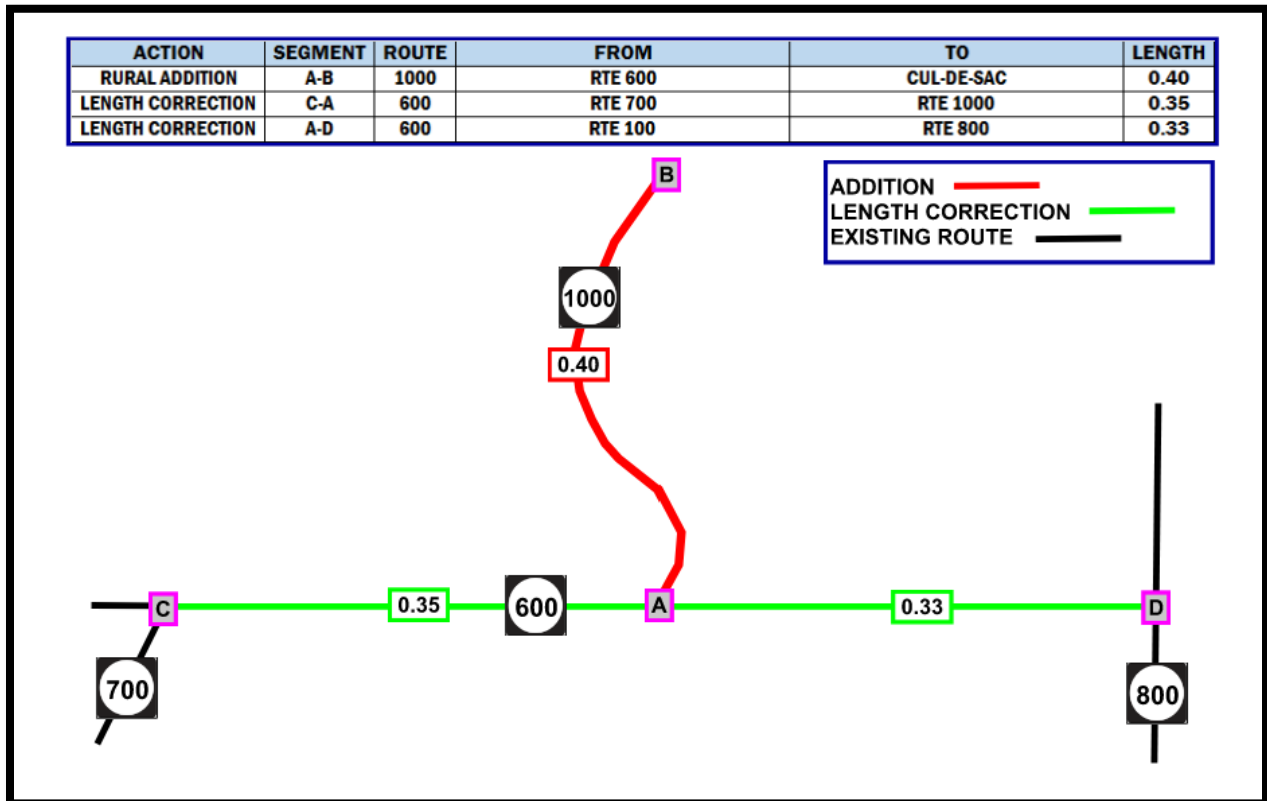 ACTION SEGMENT ROUTE FROM TO LENGTH
RURAL ADDITION A-B 1000 RTE 600 CUL-DE-SAC 0.40
LENGTH CORRECTION C-A 600 RTE 700 RTE 1000 0.35
LENGTH CORRECTION A-D 600 RTE 100 RTE 800 0.33
ADDITION
LENGTH CORRECTION
EXISTING ROUTE
B
1000
0.40
C
0.35
600
A
0.33
D
700
800